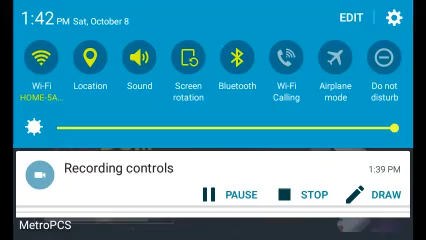 1:42 PM Sat, October 8 EDIT
Wi-Fi Location Sound Screen rotation Bluetooth Wi-Fi Calling Airplane mode Do not disturb
HOME-5A...
Recording controls 1:39 PM
PAUSE STOP DRAW
MetroPCS